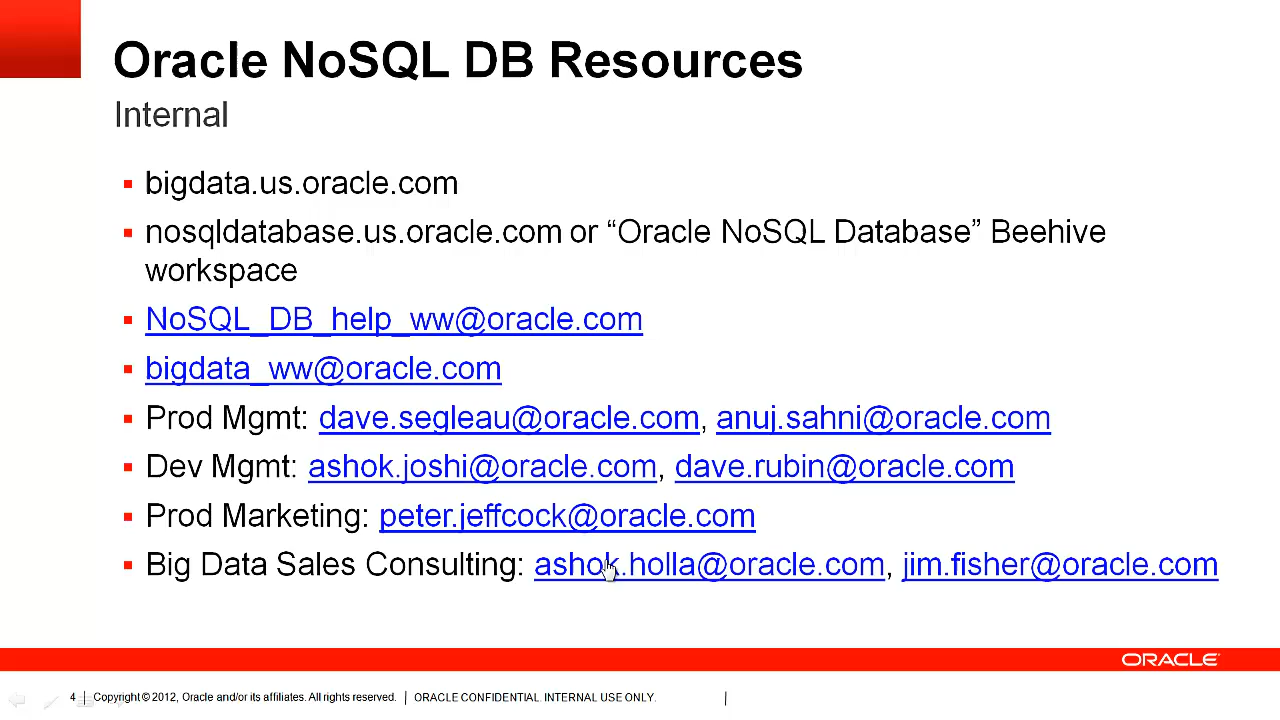 Oracle NoSQL DB Resources
Internal
bigdata.us.oracle.com
nosqldatabase.us.oracle.com or “Oracle NoSQL Database” Beehive
workspace
NoSQL_DB_help_ww@oracle.com
bigdata_ww@oracle.com
Prod Mgmt: dave.segleau@oracle.com, anuj.sahni@oracle.com
Dev Mgmt: ashok.joshi@oracle.com, dave.rubin@oracle.com
Prod Marketing: peter.jeffcock@oracle.com
Big Data Sales Consulting: ashok.holla@oracle.com, jim.fisher@oracle.com
ORACLE
4 Copyright © 2012, Oracle and/or its affiliates. All rights reserved. ORACLE CONFIDENTIAL. INTERNAL USE ONLY.